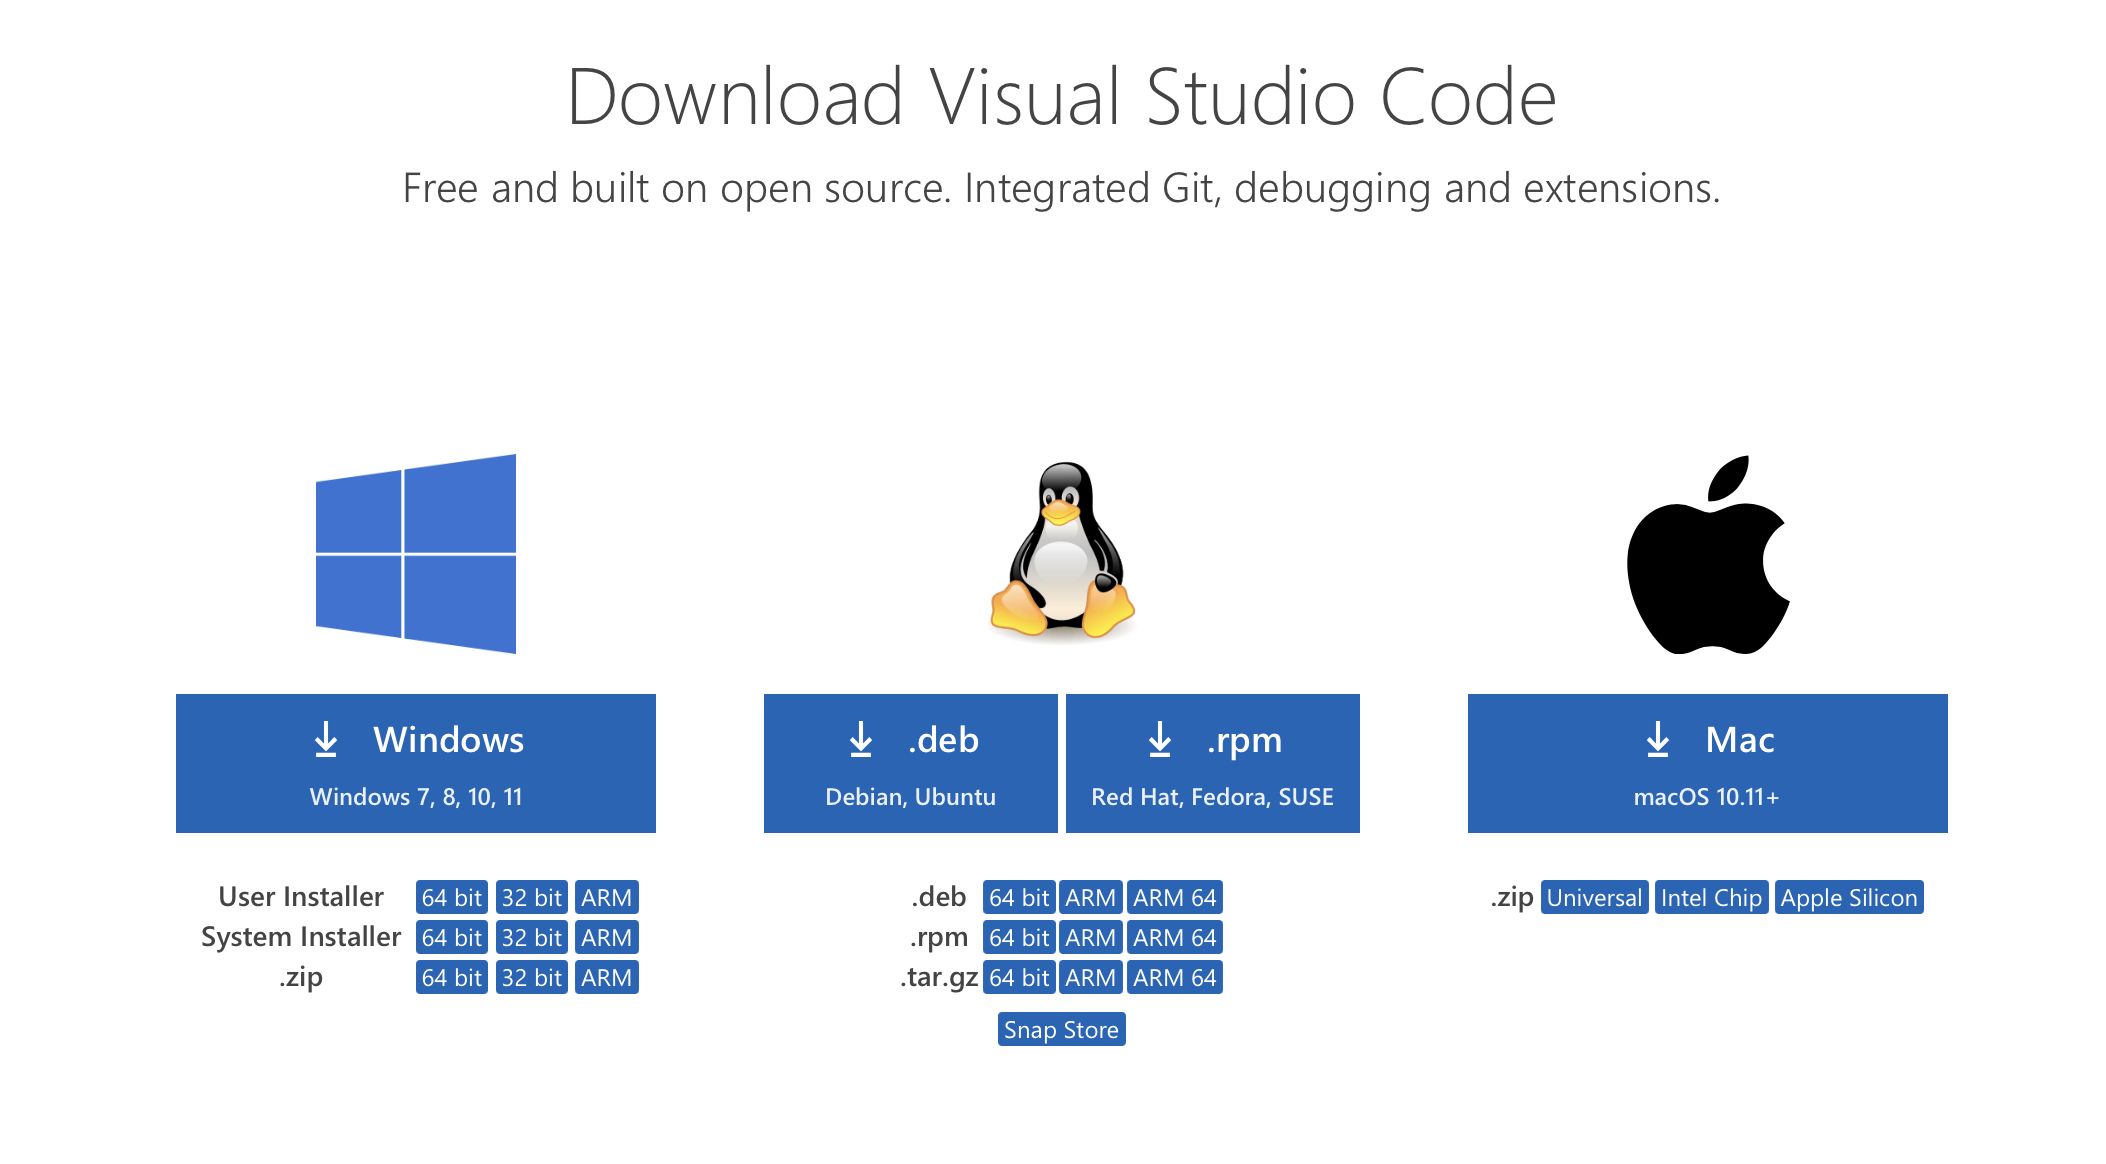 Download Visual Studio Code
Free and built on open source. Integrated Git, debugging and extensions.
Windows
Windows 7, 8, 10, 11
User Installer 64 bit 32 bit ARM
System Installer 64 bit 32 bit ARM
.zip 64 bit 32 bit ARM
.deb
Debian, Ubuntu
.rpm
Red Hat, Fedora, SUSE
.deb 64 bit ARM ARM 64
.rpm 64 bit ARM ARM 64
.tar.gz 64 bit ARM ARM 64
Snap Store
Mac
macOS 10.11+
.zip Universal Intel Chip Apple Silicon